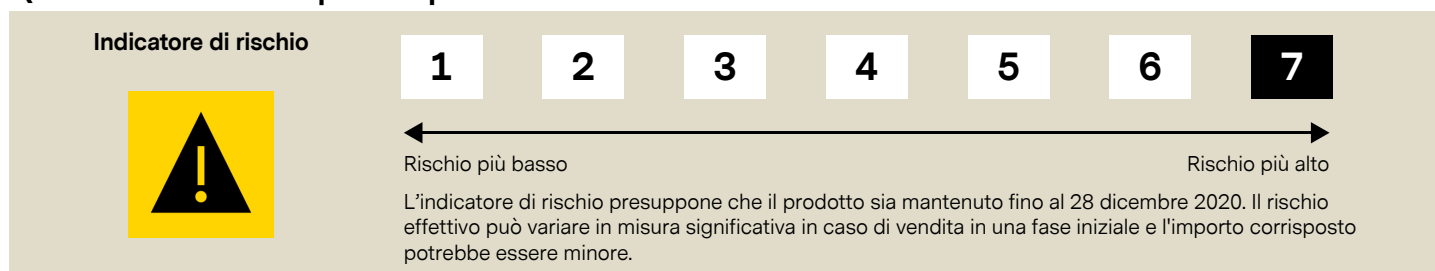 Indicatore di rischio
1 2 3 4 5 6 7
Rischio più basso Rischio più alto
L'indicatore di rischio presuppone che il prodotto sia mantenuto fino al 28 dicembre 2020. Il rischio
effettivo può variare in misura significativa in caso di vendita in una fase iniziale e l'importo corrisposto
potrebbe essere minore.